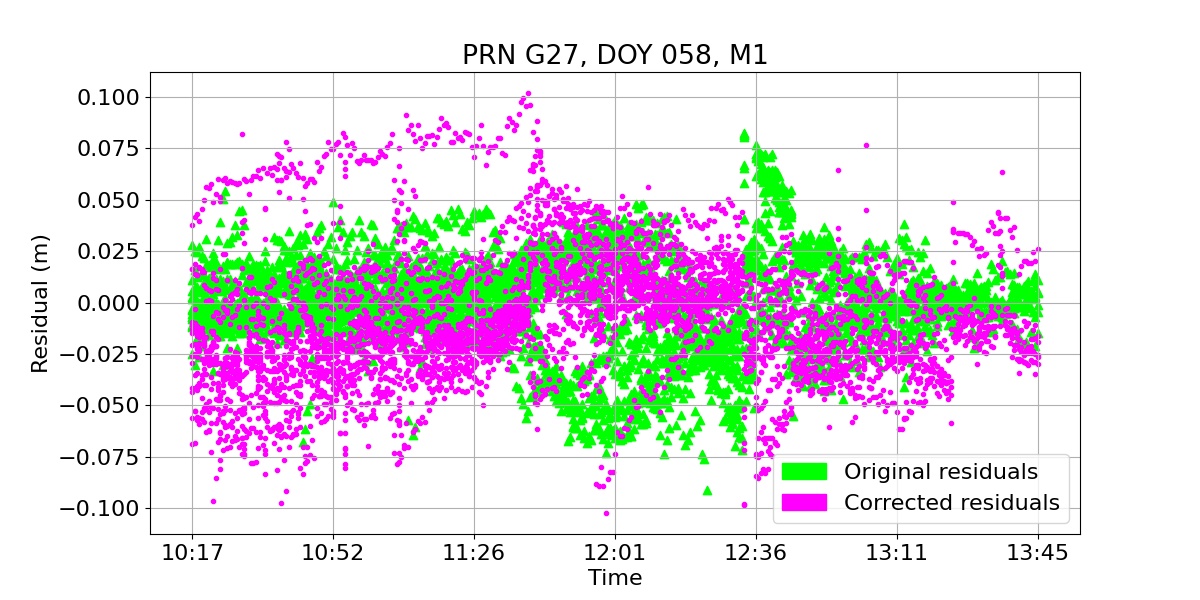 PRN G27, DOY 058, M1
0.100
0.075
0.050
0.025
0.000
−0.025
−0.050
−0.075
−0.100
Residual (m)
Original residuals
Corrected residuals
10:17 10:52 11:26 12:01 12:36 13:11 13:45
Time